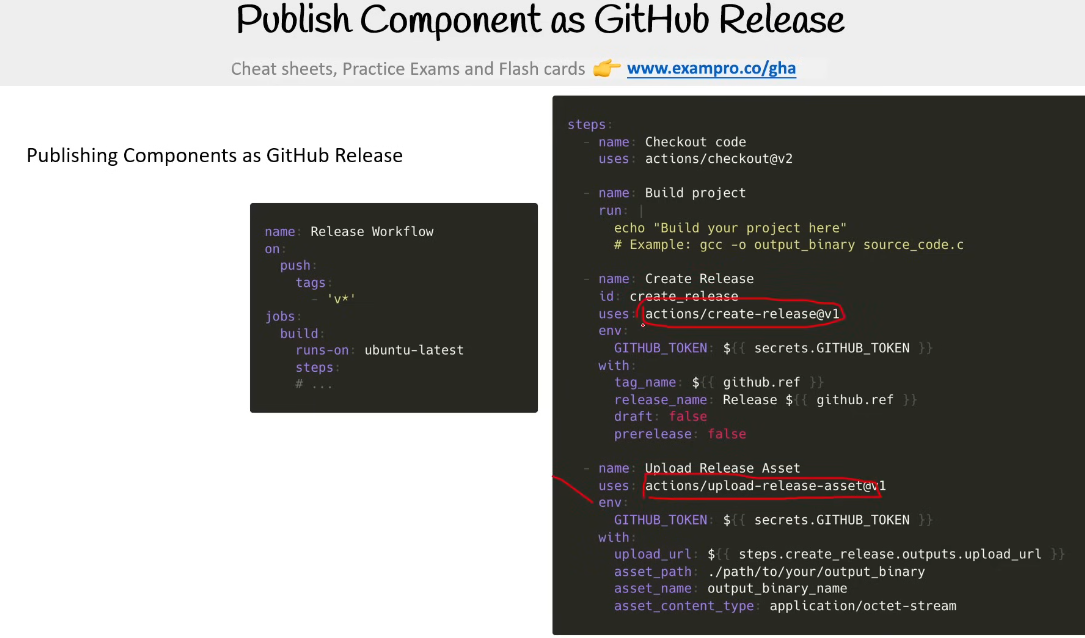 Publish Component as GitHub Release
Cheat sheets, Practice Exams and Flash cards 👉 www.exampro.co/gha
Publishing Components as GitHub Release
name: Release Workflow
on:
  push:
    tags:
      - 'v*'
jobs:
  build:
    runs-on: ubuntu-latest
    steps:
    # ...
steps:
  - name: Checkout code
    uses: actions/checkout@v2
  - name: Build project
    run: |
      echo "Build your project here"
      # Example: gcc -o output_binary source_code.c
  - name: Create Release
    id: create_release
    uses: actions/create-release@v1
    env:
      GITHUB_TOKEN: ${{ secrets.GITHUB_TOKEN }}
    with:
      tag_name: ${{ github.ref }}
      release_name: Release ${{ github.ref }}
      draft: false
      prerelease: false
  - name: Upload Release Asset
    uses: actions/upload-release-asset@v1
    env:
      GITHUB_TOKEN: ${{ secrets.GITHUB_TOKEN }}
    with:
      upload_url: ${{ steps.create_release.outputs.upload_url }}
      asset_path: ./path/to/your/output_binary
      asset_name: output_binary_name
      asset_content_type: application/octet-stream